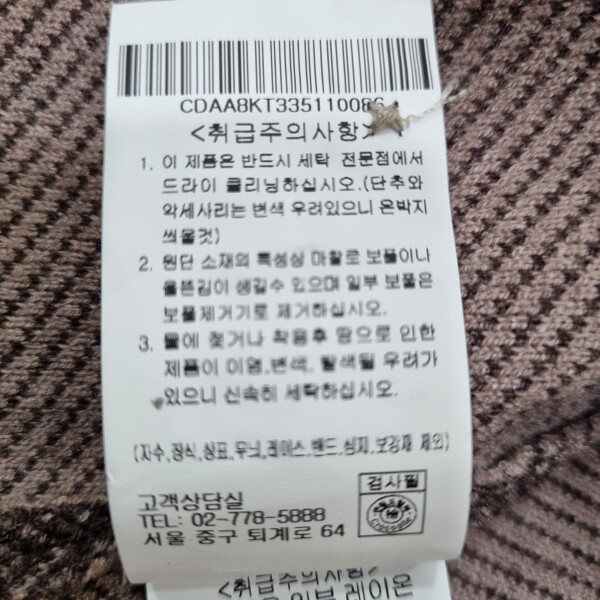 CDAA8KT335110086
<취급주의사항>
1. 이 제품은 반드시 세탁 전문점에서
드라이 클리닝하십시오.(단추와
악세사리는 변색 우려있으니 은박지
씌울것)
2. 원단 소재의 특성상 마찰로 보풀이나
올뜯김이 생길수 있으며 일부 보풀은
보풀제거기로 제거하십시오.
3. 물에 젖거나 착용후 땀으로 인한
제품이 이염,변색, 탈색될 우려가
있으니 신속히 세탁하십시오.
(자수,장식,상표,무늬,레이스,밴드,심지,보강재 제외)
검사필
고객상담실
TEL: 02-778-5888
서울 중구 퇴계로 64
<취급주의사항>
레이온